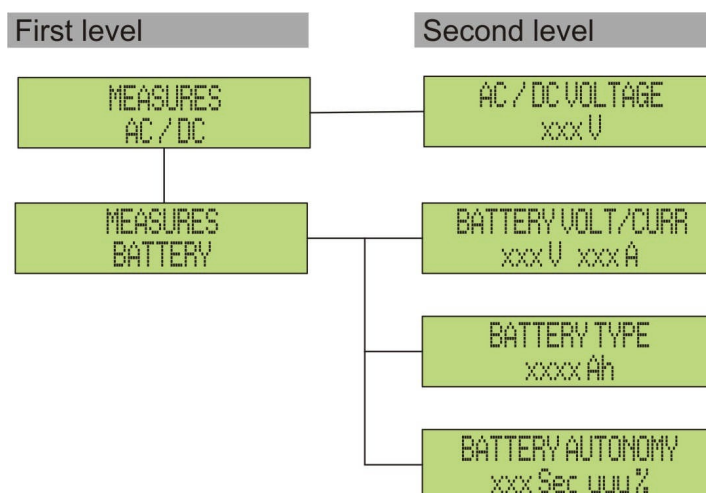 First level
Second level
MEASURES
AC / DC
AC / DC VOLTAGE
xxx V
MEASURES
BATTERY
BATTERY VOLT/CURR
xxx V xxx A
BATTERY TYPE
xxxx Ah
BATTERY AUTONOMY
xxx Sec yyy %